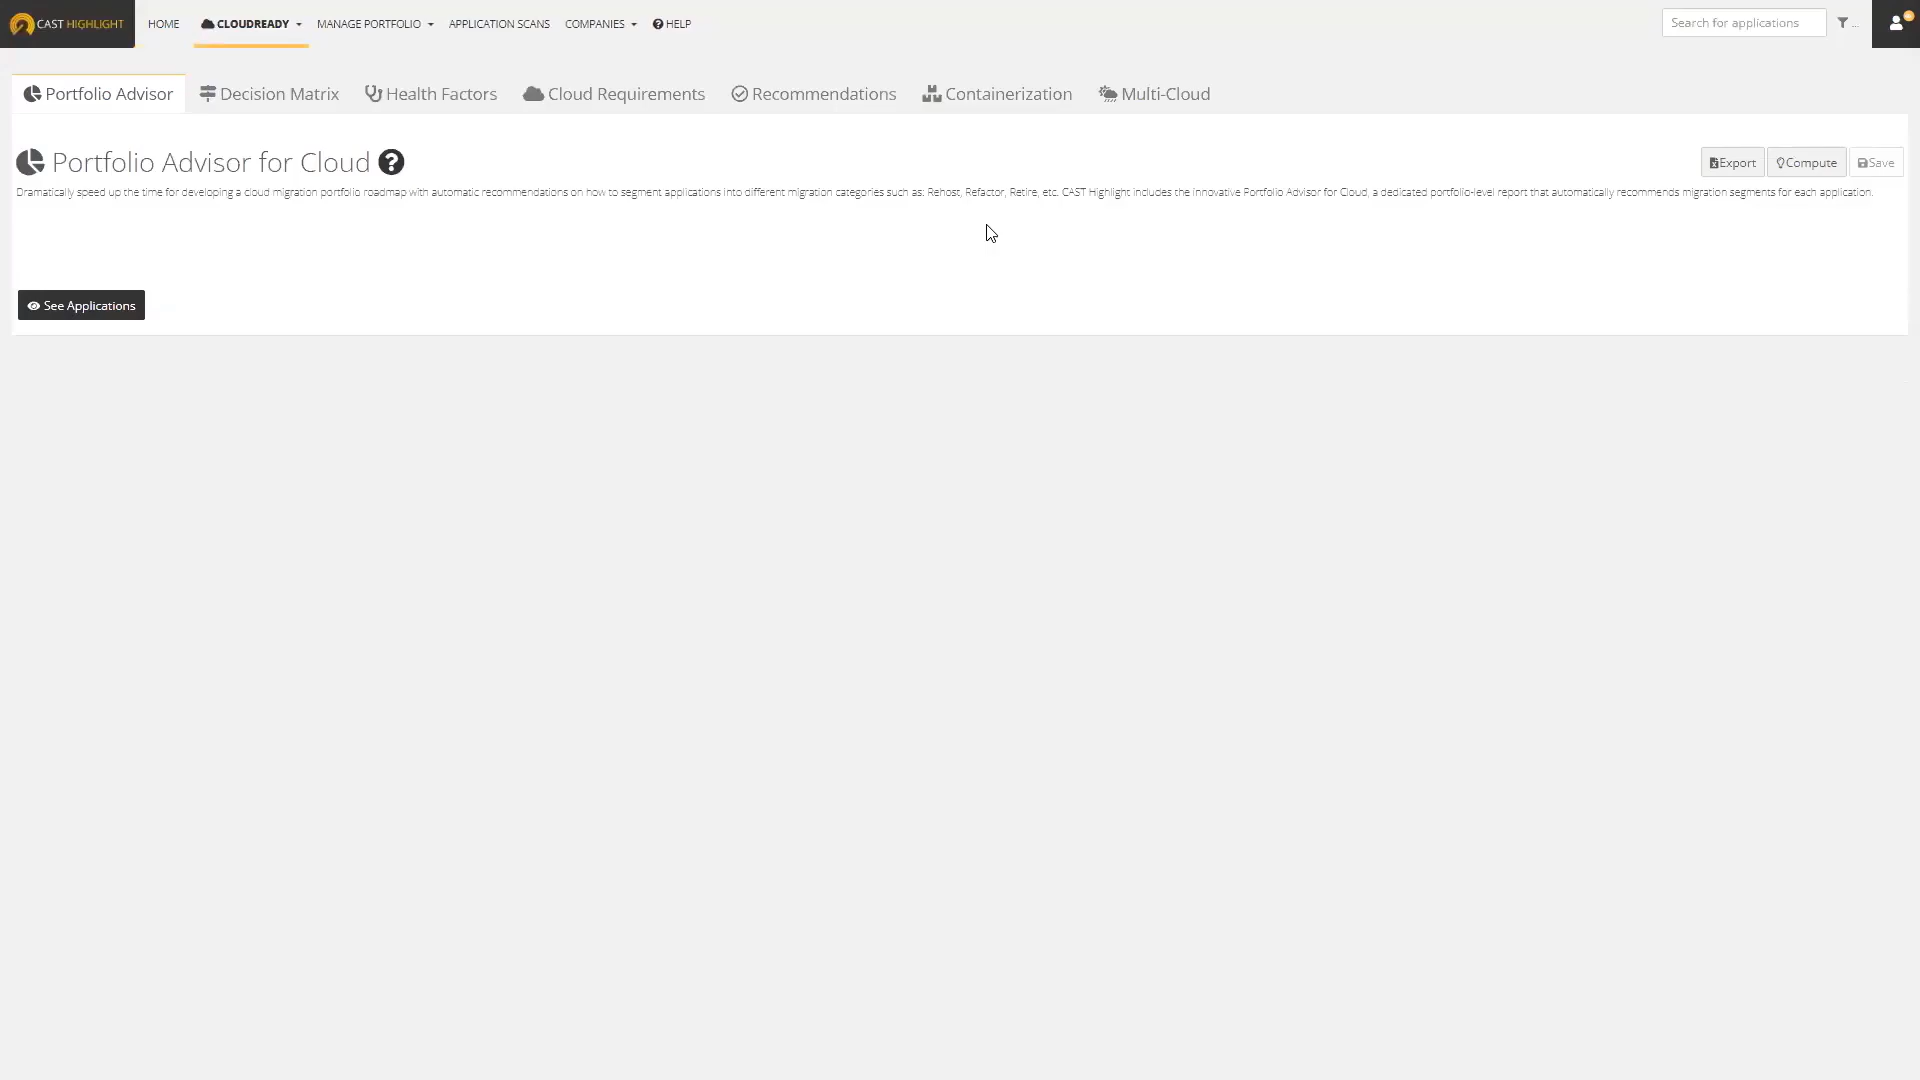 CAST HIGHLIGHT HOME CLOUDREADY MANAGE PORTFOLIO APPLICATION SCANS COMPANIES HELP Search for applications ...
Portfolio Advisor Decision Matrix Health Factors Cloud Requirements Recommendations Containerization Multi-Cloud
Portfolio Advisor for Cloud Export Compute Save
Dramatically speed up the time for developing a cloud migration portfolio roadmap with automatic recommendations on how to segment applications into different migration categories such as: Rehost, Refactor, Retire, etc. CAST Highlight includes the innovative Portfolio Advisor for Cloud, a dedicated portfolio-level report that automatically recommends migration segments for each application.
See Applications